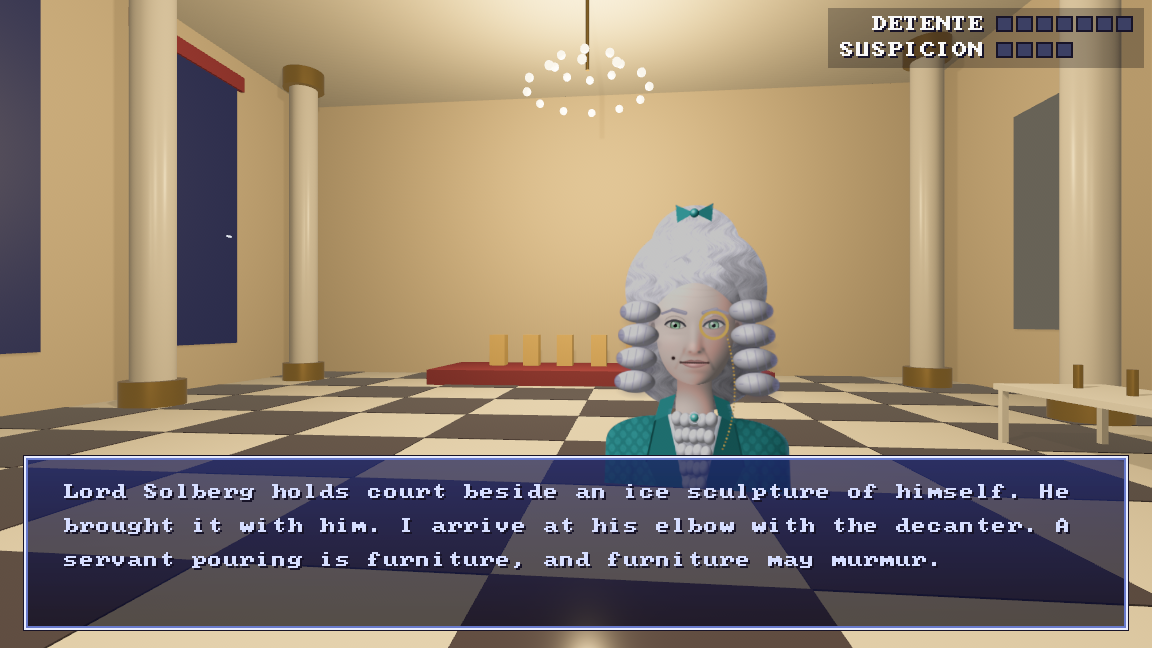 DETENTE
SUSPICION
Lord Solberg holds court beside an ice sculpture of himself. He
brought it with him. I arrive at his elbow with the decanter. A
servant pouring is furniture, and furniture may murmur.